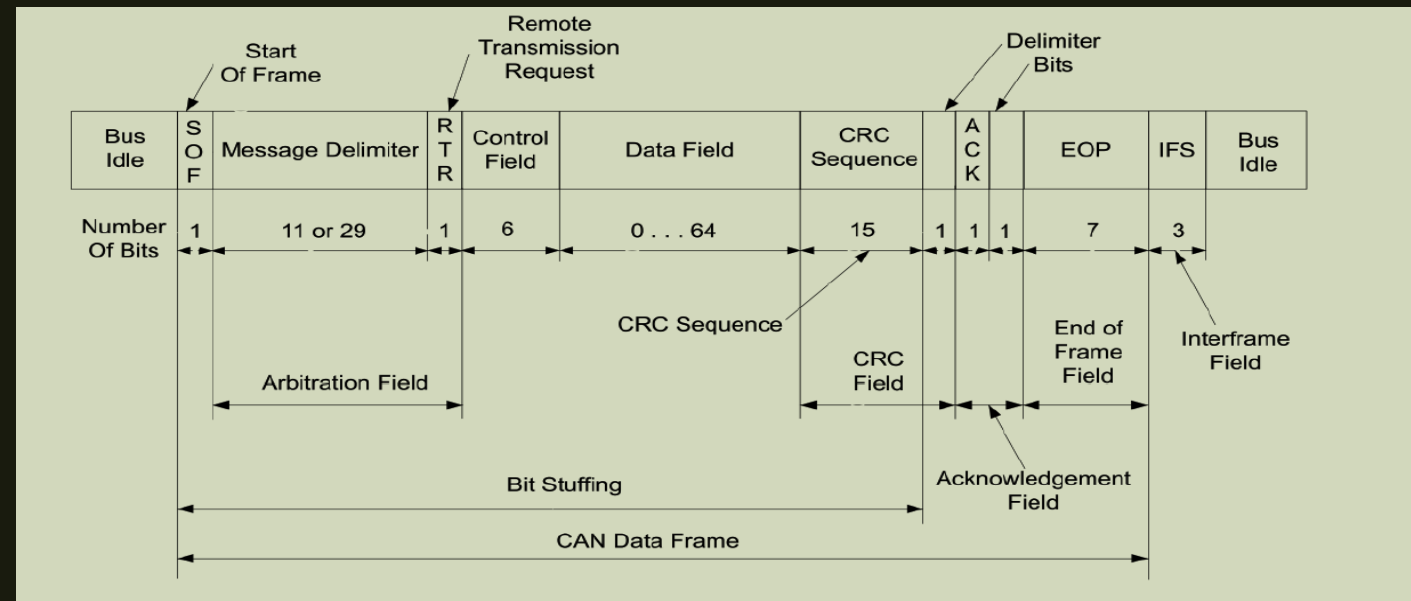 Start
Of Frame
Remote
Transmission
Request
Delimiter
Bits
Bus
Idle
S
O
F
Message Delimiter
R
T
R
Control
Field
Data Field
CRC
Sequence
A
C
K
EOP
IFS
Bus
Idle
Number
Of Bits
1
11 or 29
1
6
0 . . . 64
15
1
1
1
7
3
CRC Sequence
Arbitration Field
CRC
Field
End of
Frame
Field
Interframe
Field
Bit Stuffing
Acknowledgement
Field
CAN Data Frame